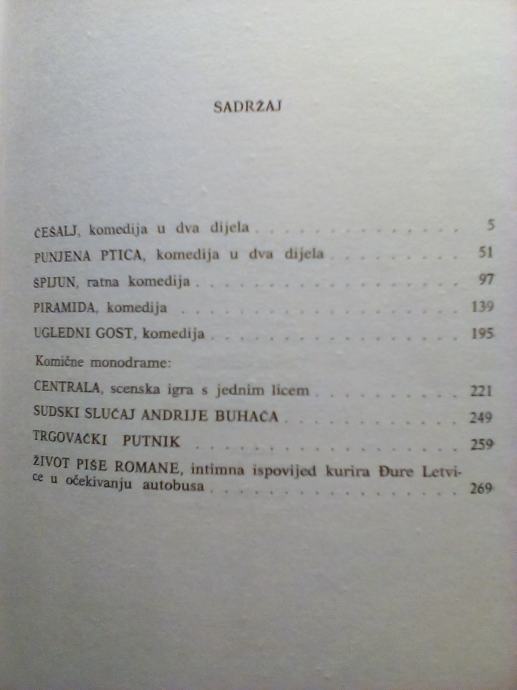 SADRŽAJ
ČEŠALJ, komedija u dva dijela . . . . . . . . . . . . 5
PUNJENA PTICA, komedija u dva dijela . . . . . . . . 51
ŠPIJUN, ratna komedija . . . . . . . . . . . . . . . 97
PIRAMIDA, komedija . . . . . . . . . . . . . . . . 139
UGLEDNI GOST, komedija . . . . . . . . . . . . . . 195
Komične monodrame:
CENTRALA, scenska igra s jednim licem . . . . . . . . 221
SUDSKI SLUČAJ ANDRIJE BUHAČA . . . . . . . . . . 249
TRGOVAČKI PUTNIK . . . . . . . . . . . . . . . . 259
ŽIVOT PIŠE ROMANE, intimna ispovijed kurira Đure Letvi-
ce u očekivanju autobusa . . . . . . . . . . . . . . 269